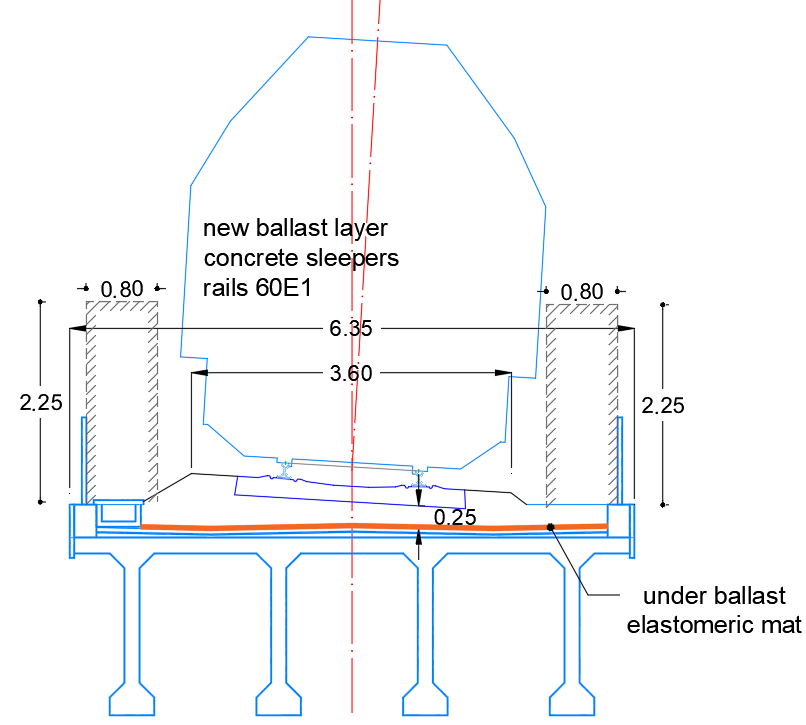 new ballast layer
concrete sleepers
rails 60E1
0.80
0.80
6.35
3.60
2.25
2.25
0.25
under ballast
elastomeric mat